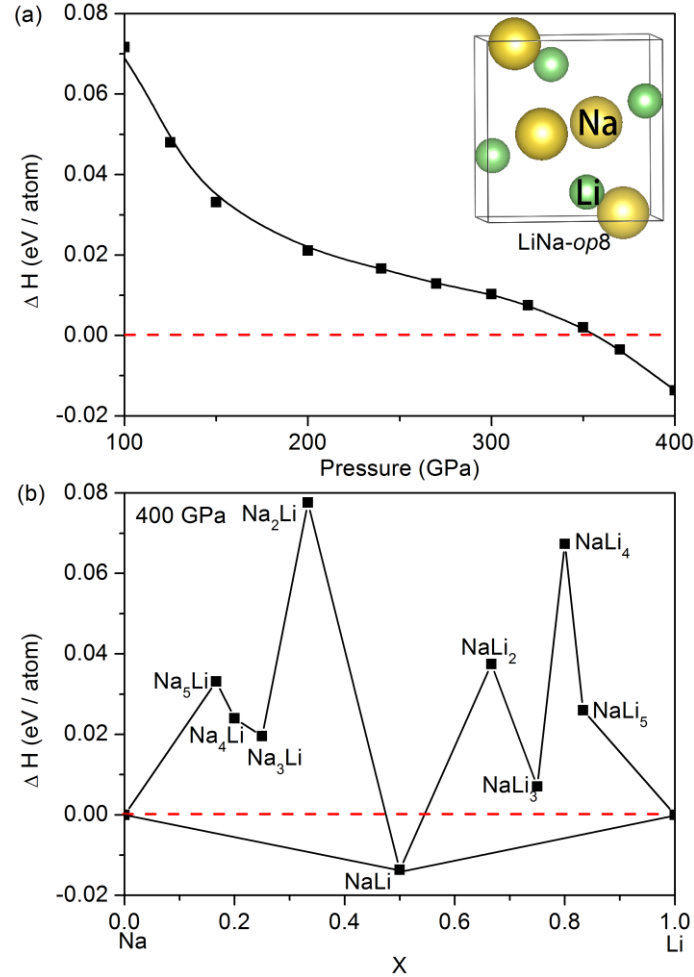 (a)
0.08
0.06
0.04
0.02
0.00
-0.02
Δ H (eV / atom)
Na
Li
LiNa-op8
100 200 300 400
Pressure (GPa)
(b)
400 GPa
0.08
0.06
0.04
0.02
0.00
-0.02
Δ H (eV / atom)
Na₂Li
NaLi₄
NaLi₂
Na₅Li
Na₄Li
Na₃Li
NaLi₅
NaLi₃
NaLi
0.0 0.2 0.4 0.6 0.8 1.0
Na Li
X